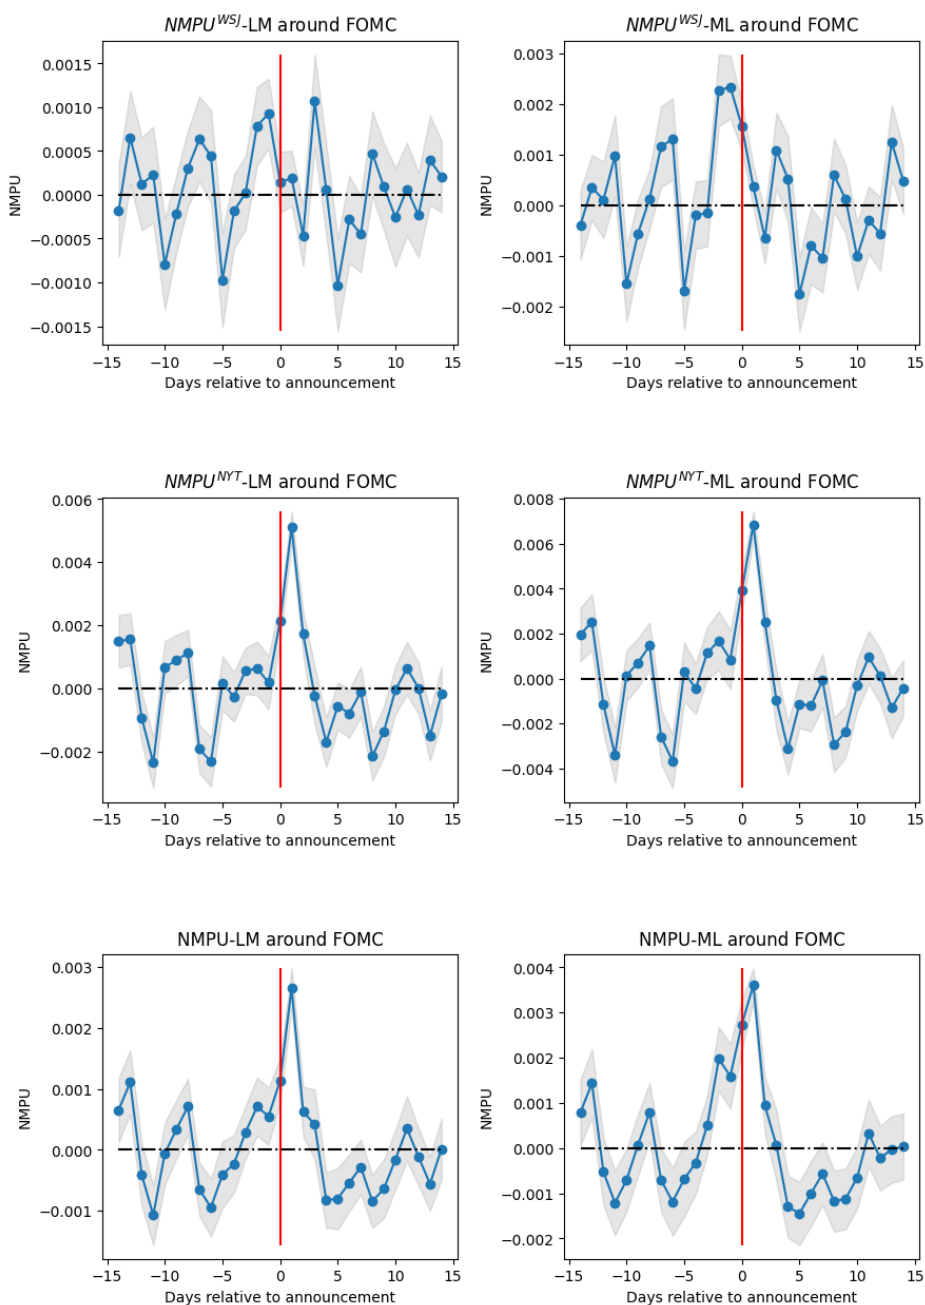 NMPU^WSJ-LM around FOMC
0.0015
0.0010
0.0005
0.0000
−0.0005
−0.0010
−0.0015
NMPU
−15 −10 −5 0 5 10 15
Days relative to announcement
NMPU^WSJ-ML around FOMC
0.003
0.002
0.001
0.000
−0.001
−0.002
NMPU
−15 −10 −5 0 5 10 15
Days relative to announcement
NMPU^NYT-LM around FOMC
0.006
0.004
0.002
0.000
−0.002
NMPU
−15 −10 −5 0 5 10 15
Days relative to announcement
NMPU^NYT-ML around FOMC
0.008
0.006
0.004
0.002
0.000
−0.002
−0.004
NMPU
−15 −10 −5 0 5 10 15
Days relative to announcement
NMPU-LM around FOMC
0.003
0.002
0.001
0.000
−0.001
NMPU
−15 −10 −5 0 5 10 15
Days relative to announcement
NMPU-ML around FOMC
0.004
0.003
0.002
0.001
0.000
−0.001
−0.002
NMPU
−15 −10 −5 0 5 10 15
Days relative to announcement